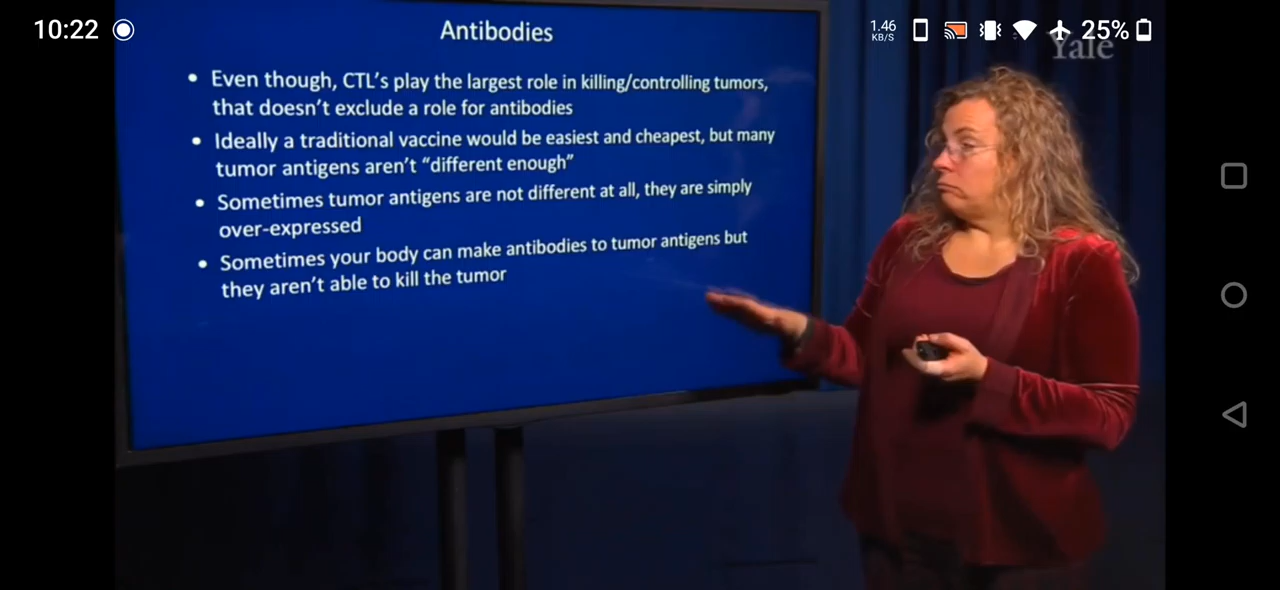 10:22
1.46
KB/S
25%
Yale
Antibodies
• Even though, CTL's play the largest role in killing/controlling tumors,
that doesn't exclude a role for antibodies
• Ideally a traditional vaccine would be easiest and cheapest, but many
tumor antigens aren't "different enough"
• Sometimes tumor antigens are not different at all, they are simply
over-expressed
• Sometimes your body can make antibodies to tumor antigens but
they aren't able to kill the tumor